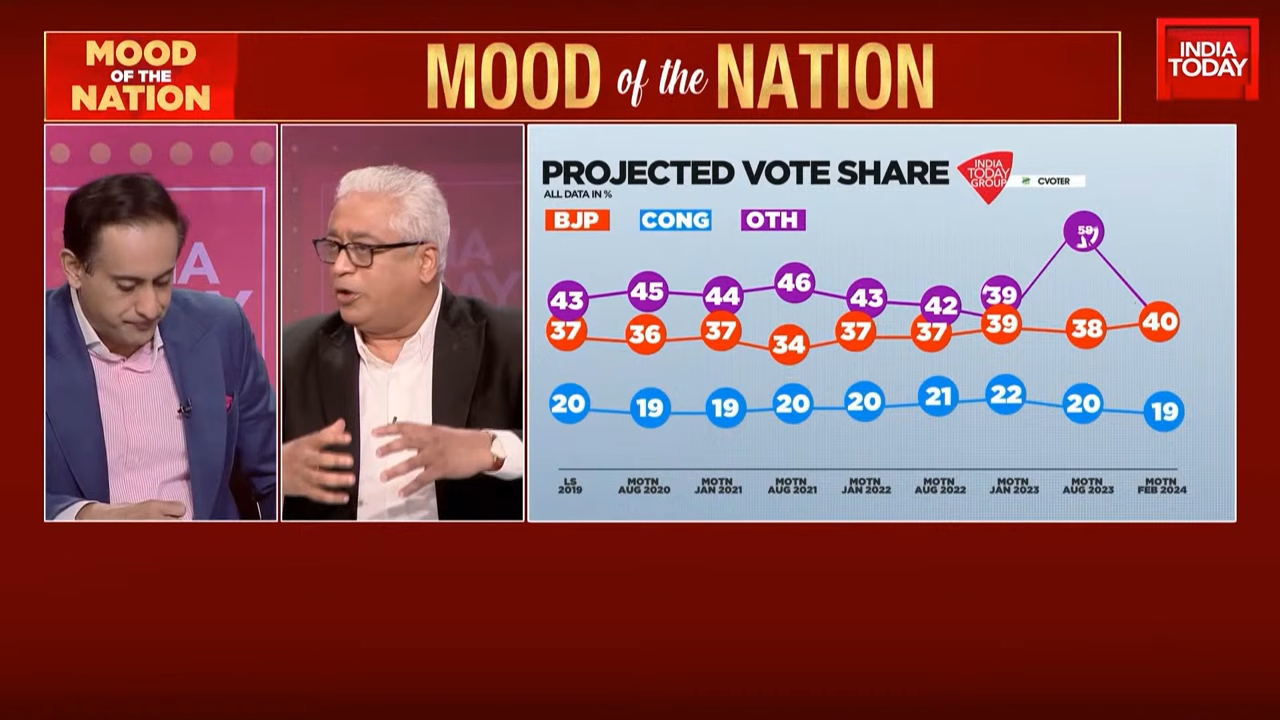 MOOD
OF THE
NATION
MOOD of the NATION
INDIA
TODAY
PROJECTED VOTE SHARE
INDIA
TODAY
GROUP
CVOTER
ALL DATA IN %
BJP CONG OTH
43 45 44 46 43 42 39
37 36 37 34 37 37 39 38 40
20 19 19 20 20 21 22 20 19
LS
2019
MOTN
AUG 2020
MOTN
JAN 2021
MOTN
AUG 2021
MOTN
JAN 2022
MOTN
AUG 2022
MOTN
JAN 2023
MOTN
AUG 2023
MOTN
FEB 2024